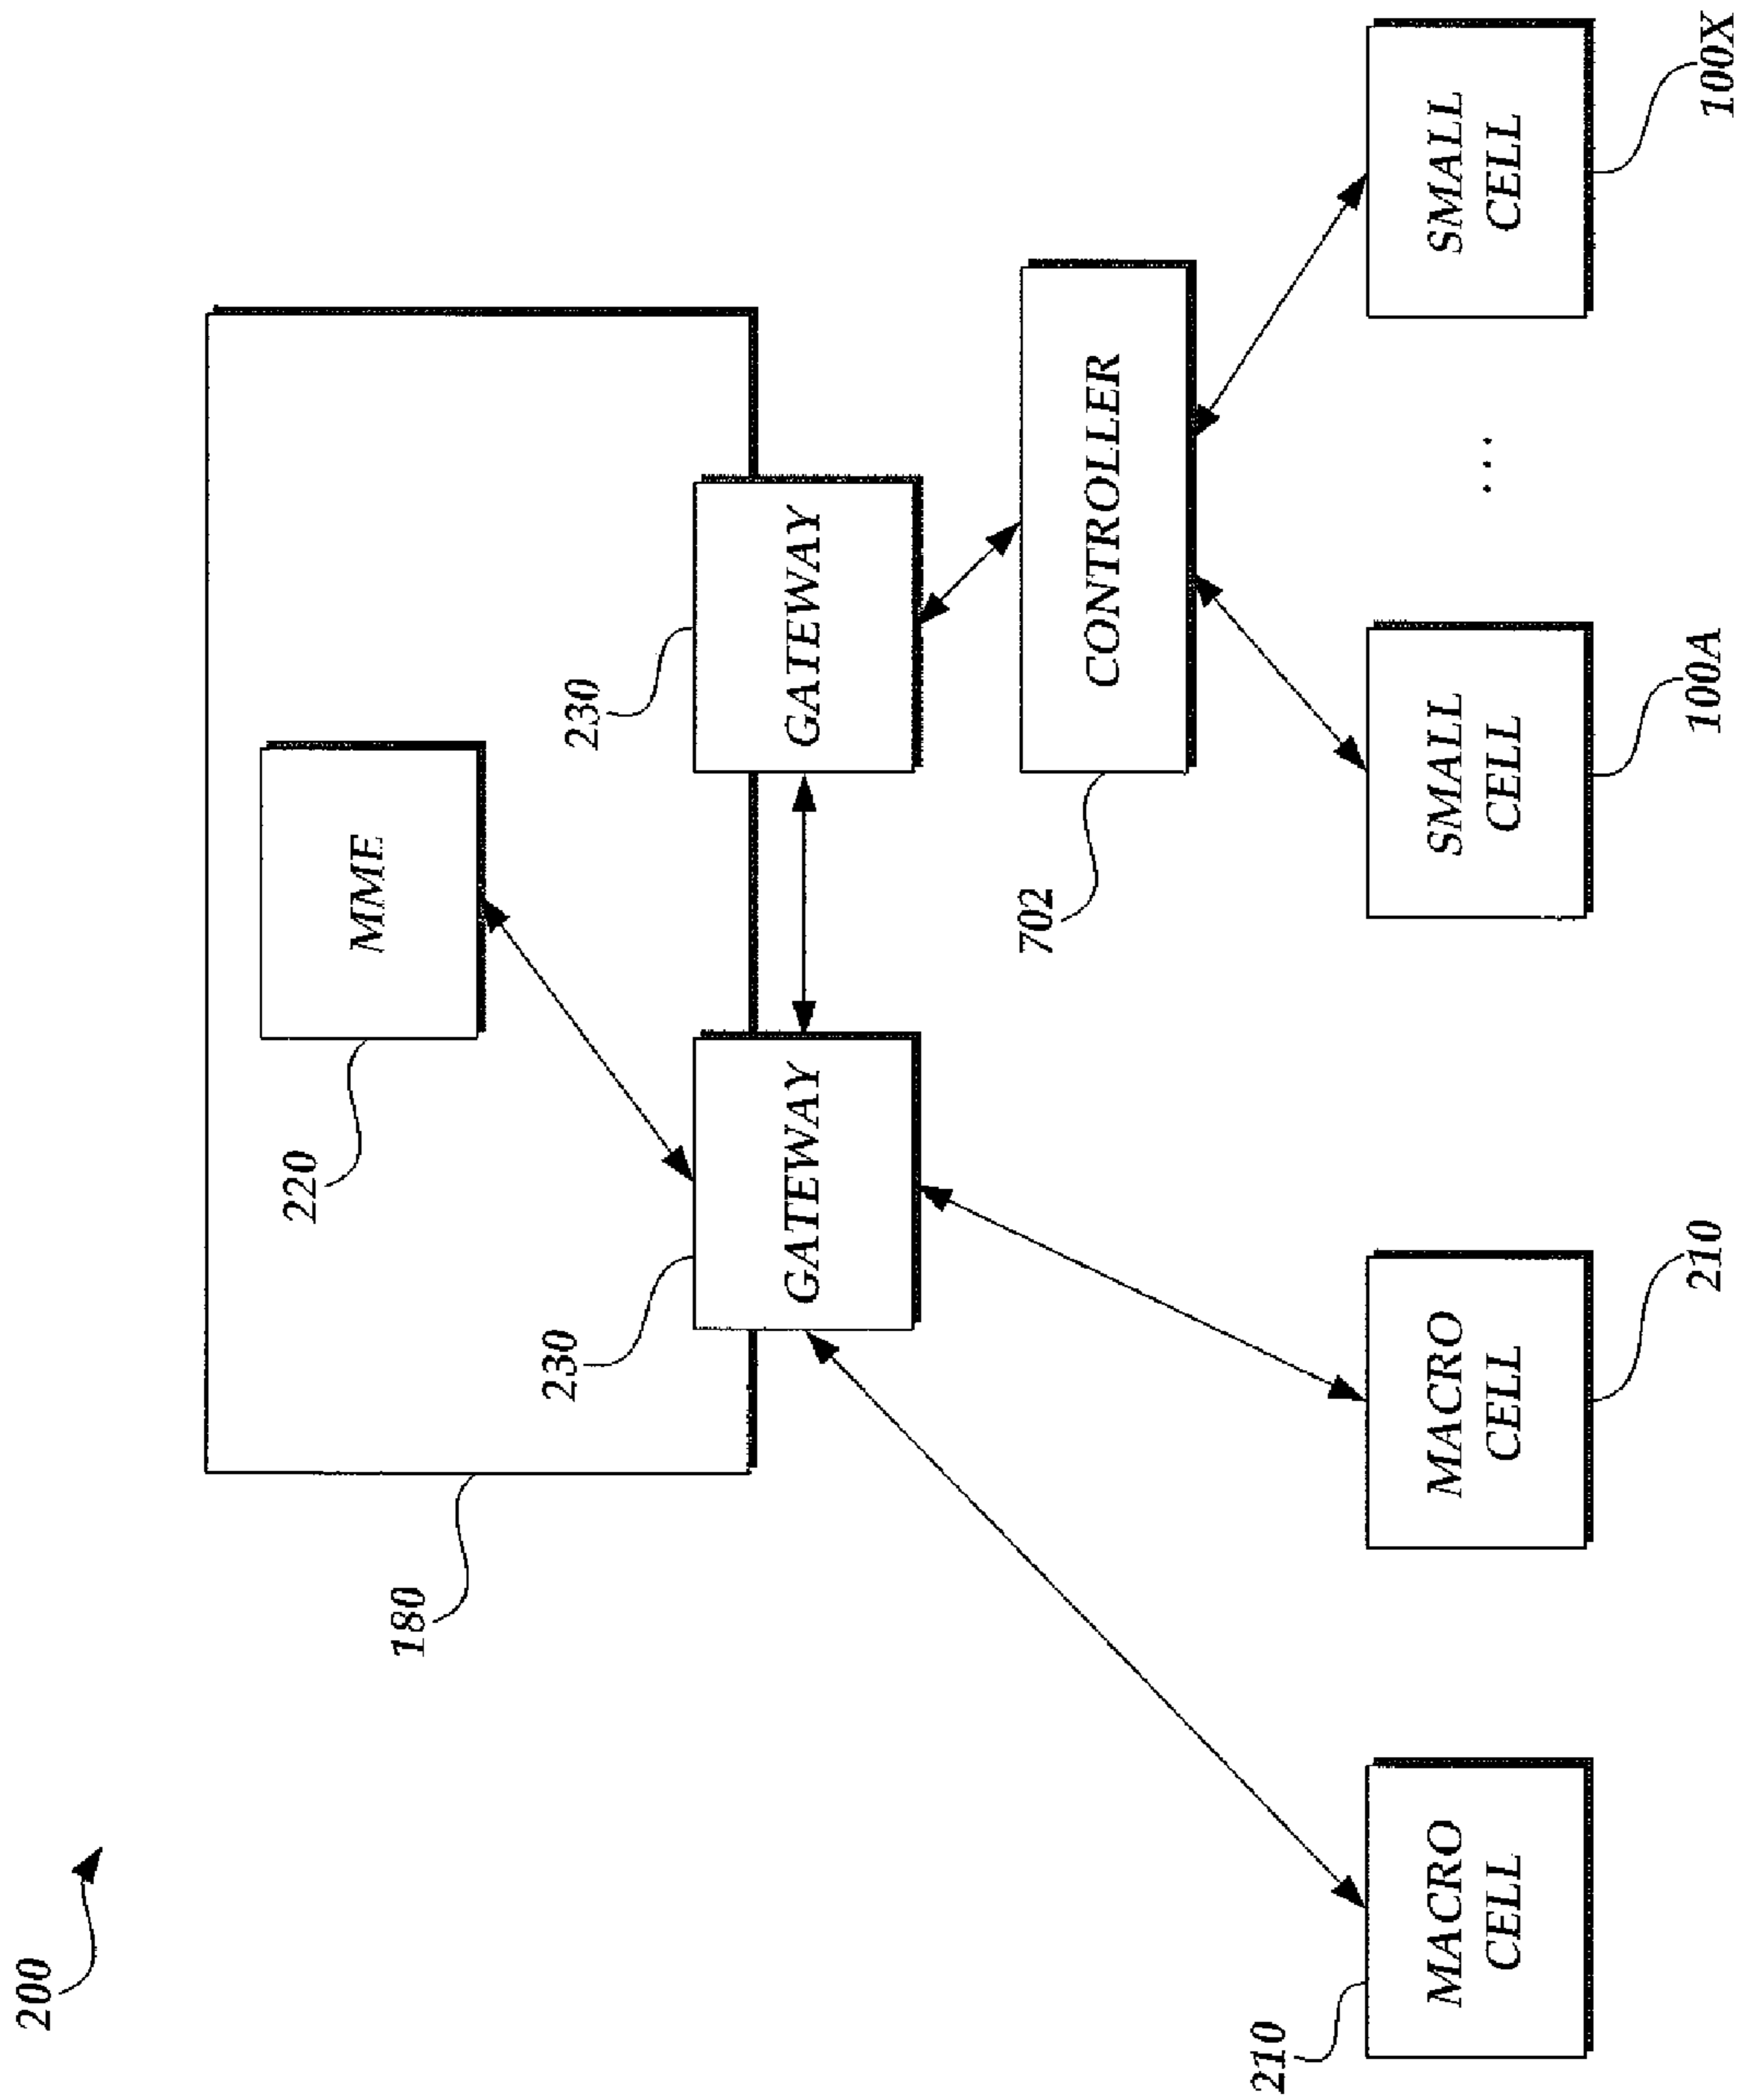 200
180
220
MME
230
GATEWAY
230
GATEWAY
702
CONTROLLER
210
MACRO
CELL
MACRO
CELL
210
SMALL
CELL
100A
...
SMALL
CELL
100X